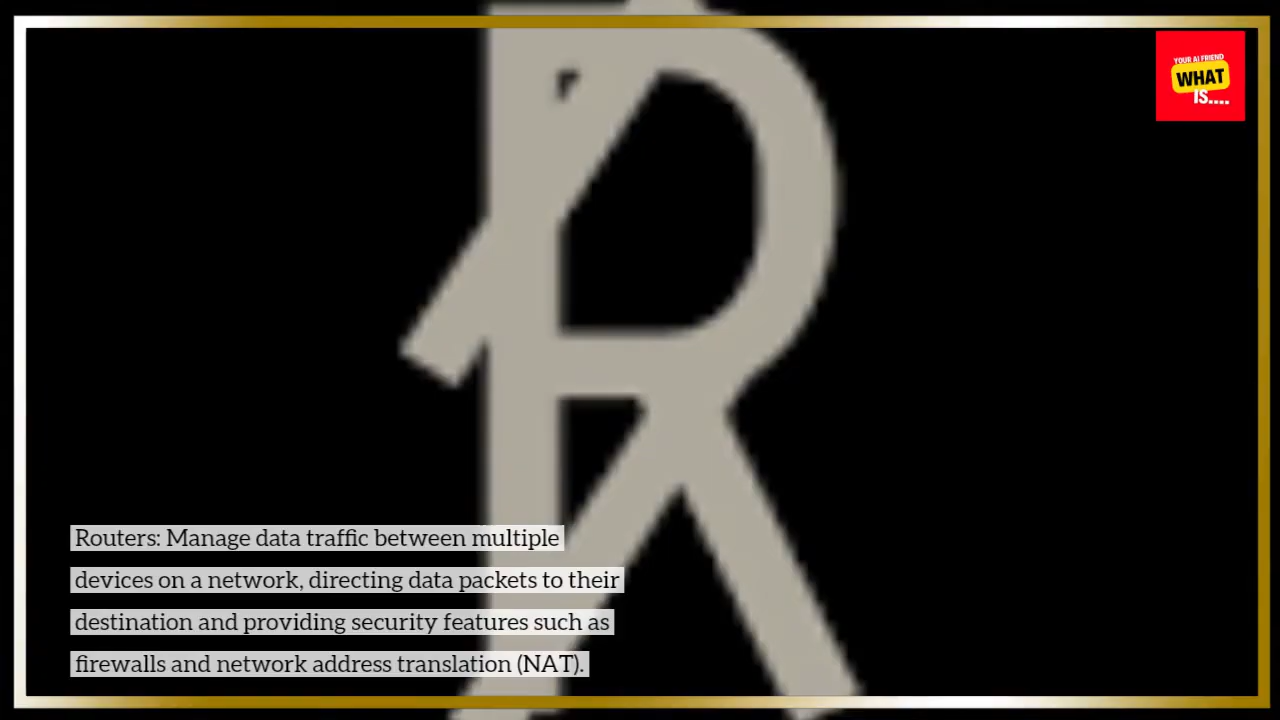 YOUR AI FRIEND
WHAT
IS....
Routers: Manage data traffic between multiple
devices on a network, directing data packets to their
destination and providing security features such as
firewalls and network address translation (NAT).